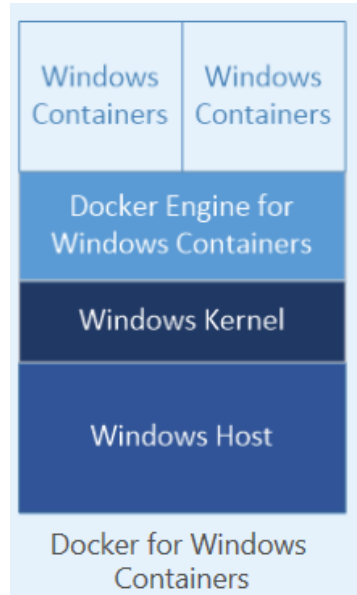 Windows
Containers
Windows
Containers
Docker Engine for
Windows Containers
Windows Kernel
Windows Host
Docker for Windows
Containers